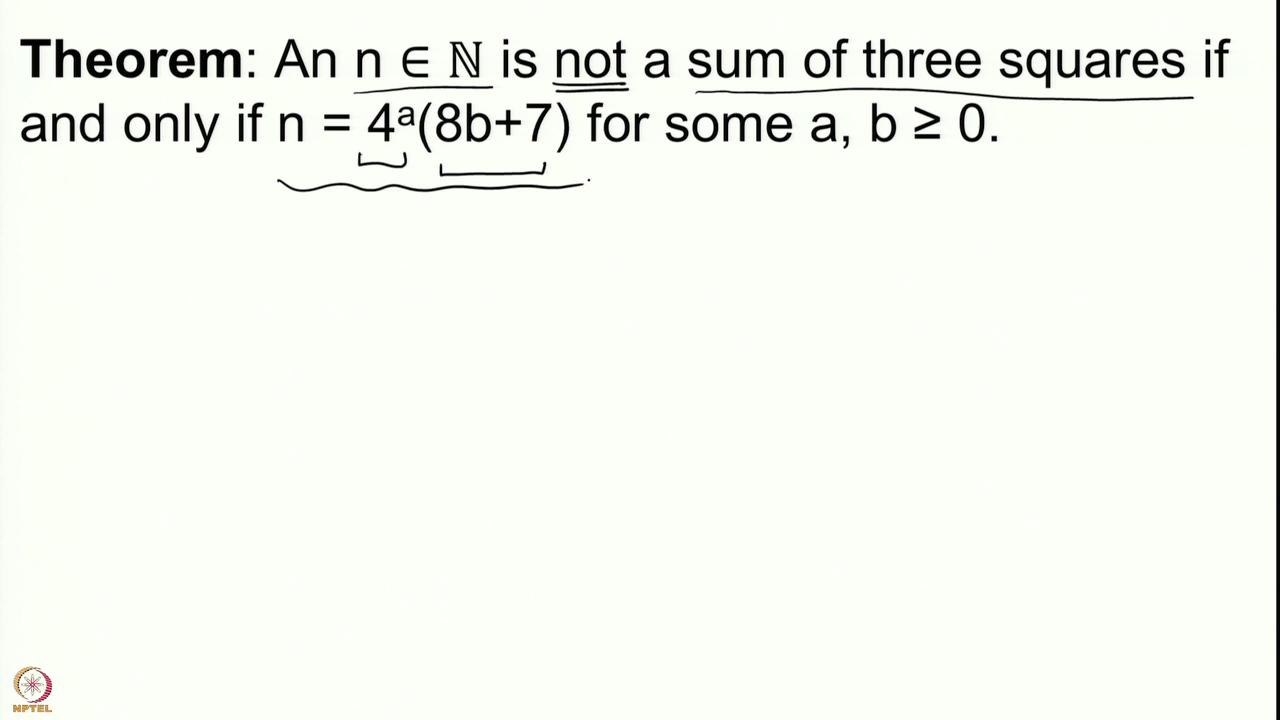 Theorem: An n ∈ ℕ is not a sum of three squares if
and only if n = 4ᵃ(8b+7) for some a, b ≥ 0.
NPTEL